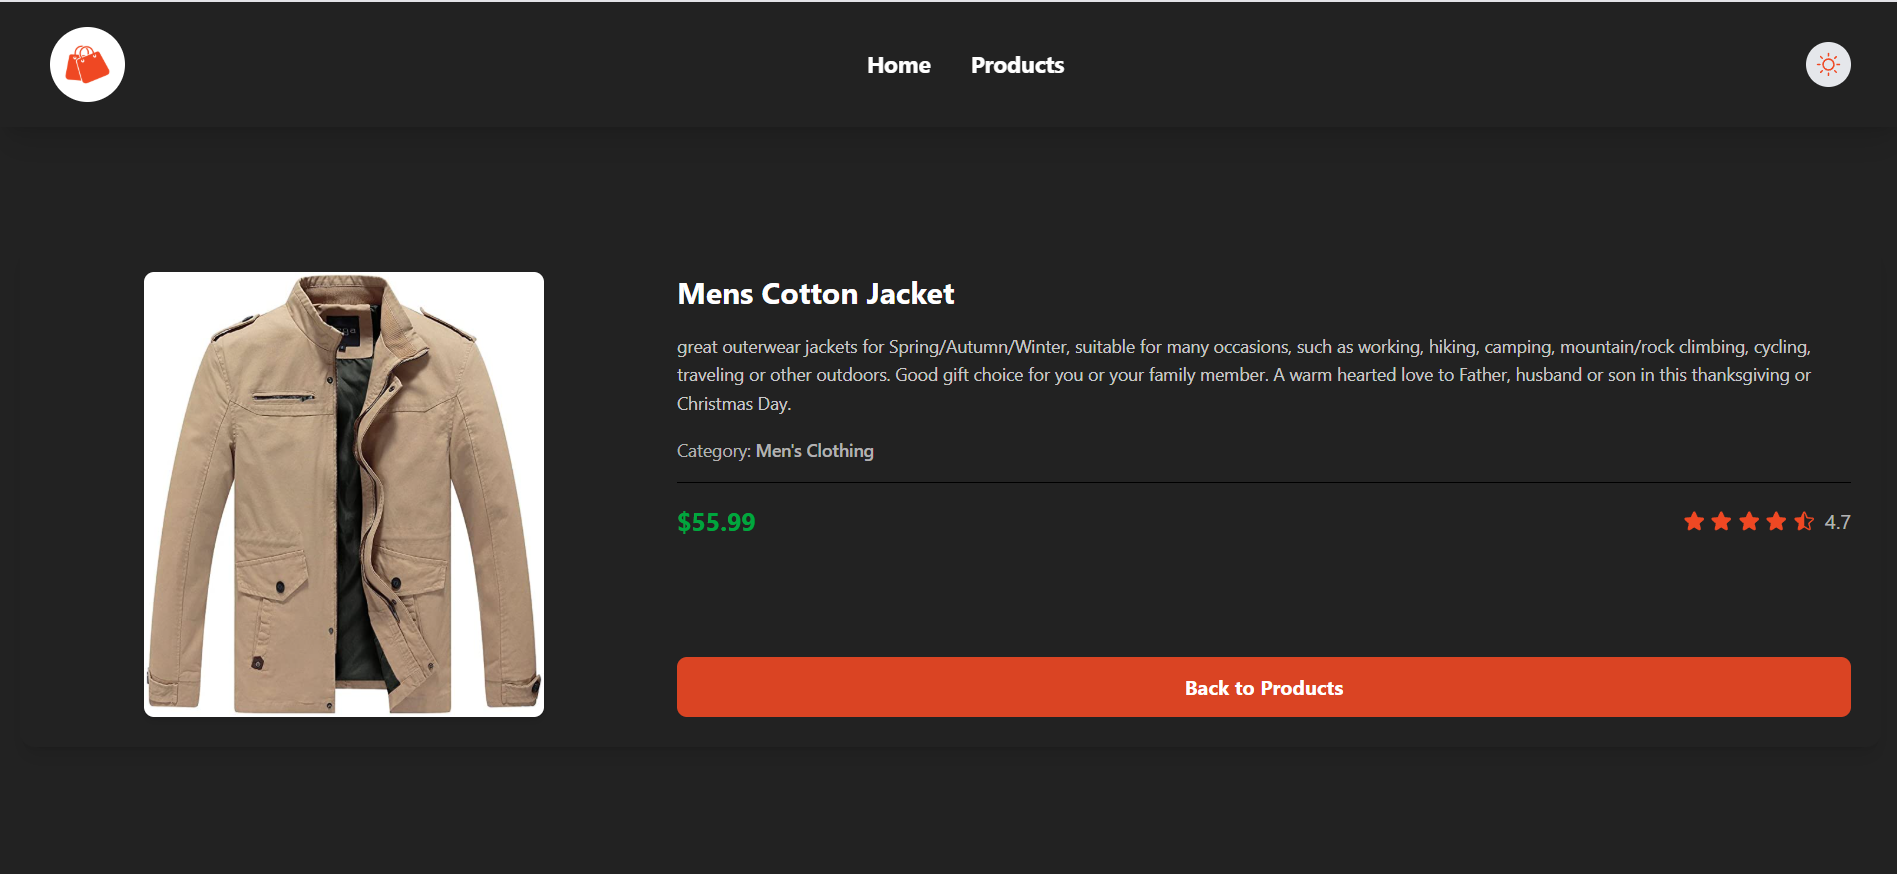 Home Products
Mens Cotton Jacket
great outerwear jackets for Spring/Autumn/Winter, suitable for many occasions, such as working, hiking, camping, mountain/rock climbing, cycling,
traveling or other outdoors. Good gift choice for you or your family member. A warm hearted love to Father, husband or son in this thanksgiving or
Christmas Day.
Category: Men's Clothing
$55.99
4.7
Back to Products